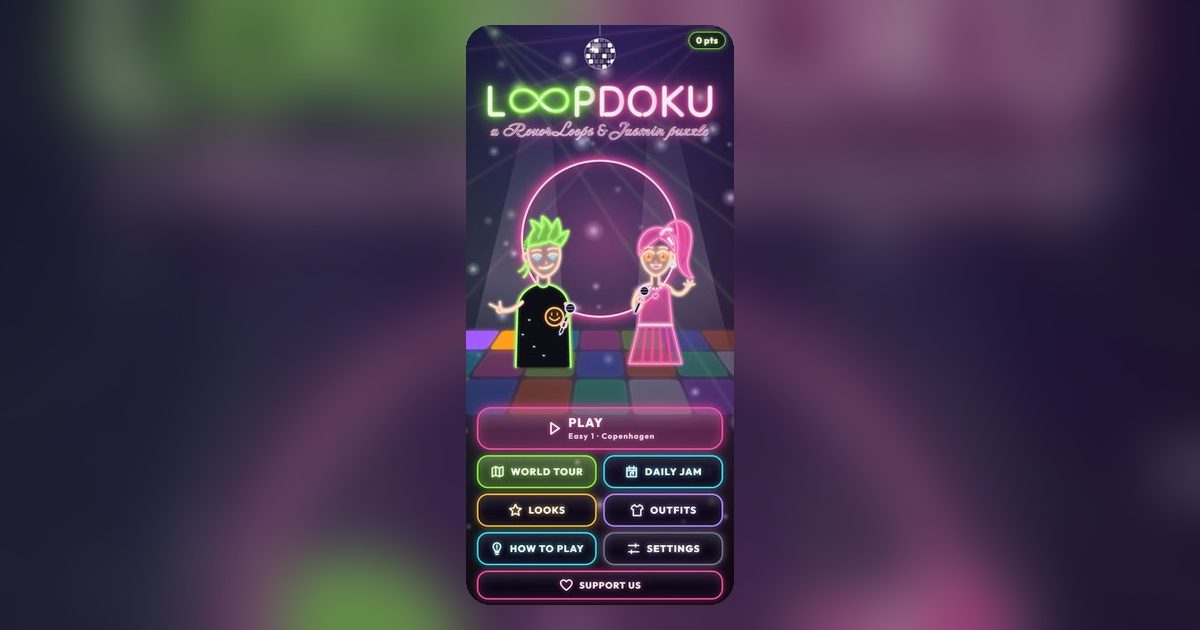 0 pts
LOOPDOKU
a RoxorLoops & Jasmin puzzle
PLAY
Easy 1 · Copenhagen
WORLD TOUR
DAILY JAM
LOOKS
OUTFITS
HOW TO PLAY
SETTINGS
SUPPORT US